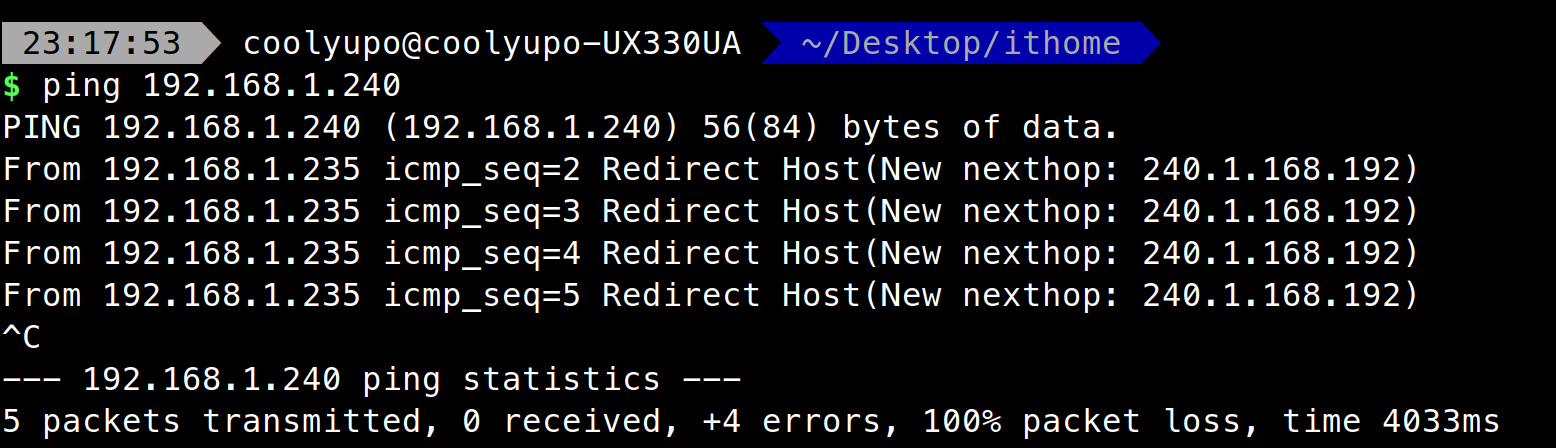 23:17:53 coolyupo@coolyupo-UX330UA ~/Desktop/ithome
$ ping 192.168.1.240
PING 192.168.1.240 (192.168.1.240) 56(84) bytes of data.
From 192.168.1.235 icmp_seq=2 Redirect Host(New nexthop: 240.1.168.192)
From 192.168.1.235 icmp_seq=3 Redirect Host(New nexthop: 240.1.168.192)
From 192.168.1.235 icmp_seq=4 Redirect Host(New nexthop: 240.1.168.192)
From 192.168.1.235 icmp_seq=5 Redirect Host(New nexthop: 240.1.168.192)
^C
--- 192.168.1.240 ping statistics ---
5 packets transmitted, 0 received, +4 errors, 100% packet loss, time 4033ms